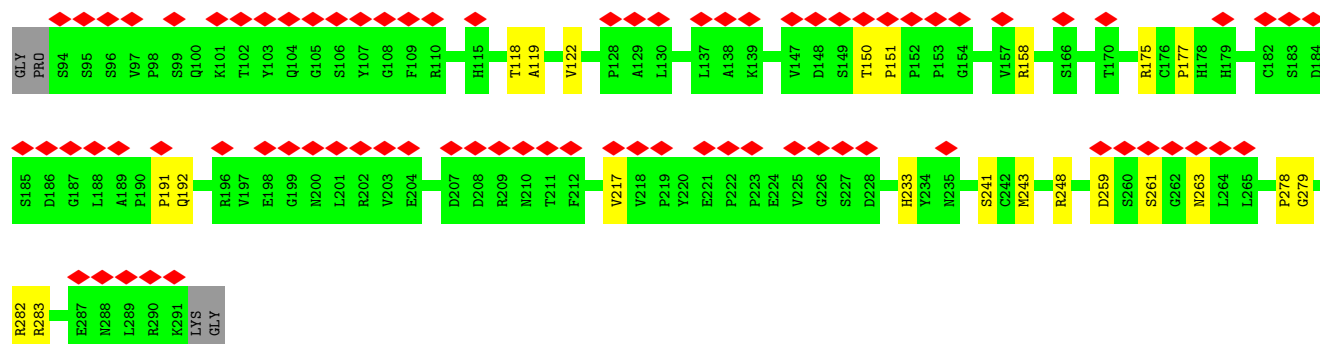 GLY PRO S94 S95 S96 V97 P98 S99 Q100 K101 T102 Y103 Q104 G105 S106 Y107 G108 F109 R110 H115 T118 A119 V122 P128 A129 L130 L137 A138 K139 V147 D148 S149 T150 P151 P152 P153 G154 V157 R158 S166 T170 R175 C176 P177 H178 H179 C182 S183 D184
S185 D186 G187 L188 A189 P190 P191 Q192 R196 V197 E198 G199 N200 L201 R202 V203 E204 D207 D208 R209 N210 T211 F212 V217 V218 P219 Y220 E221 P222 P223 E224 V225 G226 S227 D228 H233 Y234 N235 S241 C242 M243 R248 D259 S260 S261 G262 N263 L264 L265 P278 G279
R282 R283 E287 N288 L289 R290 K291 LYS GLY